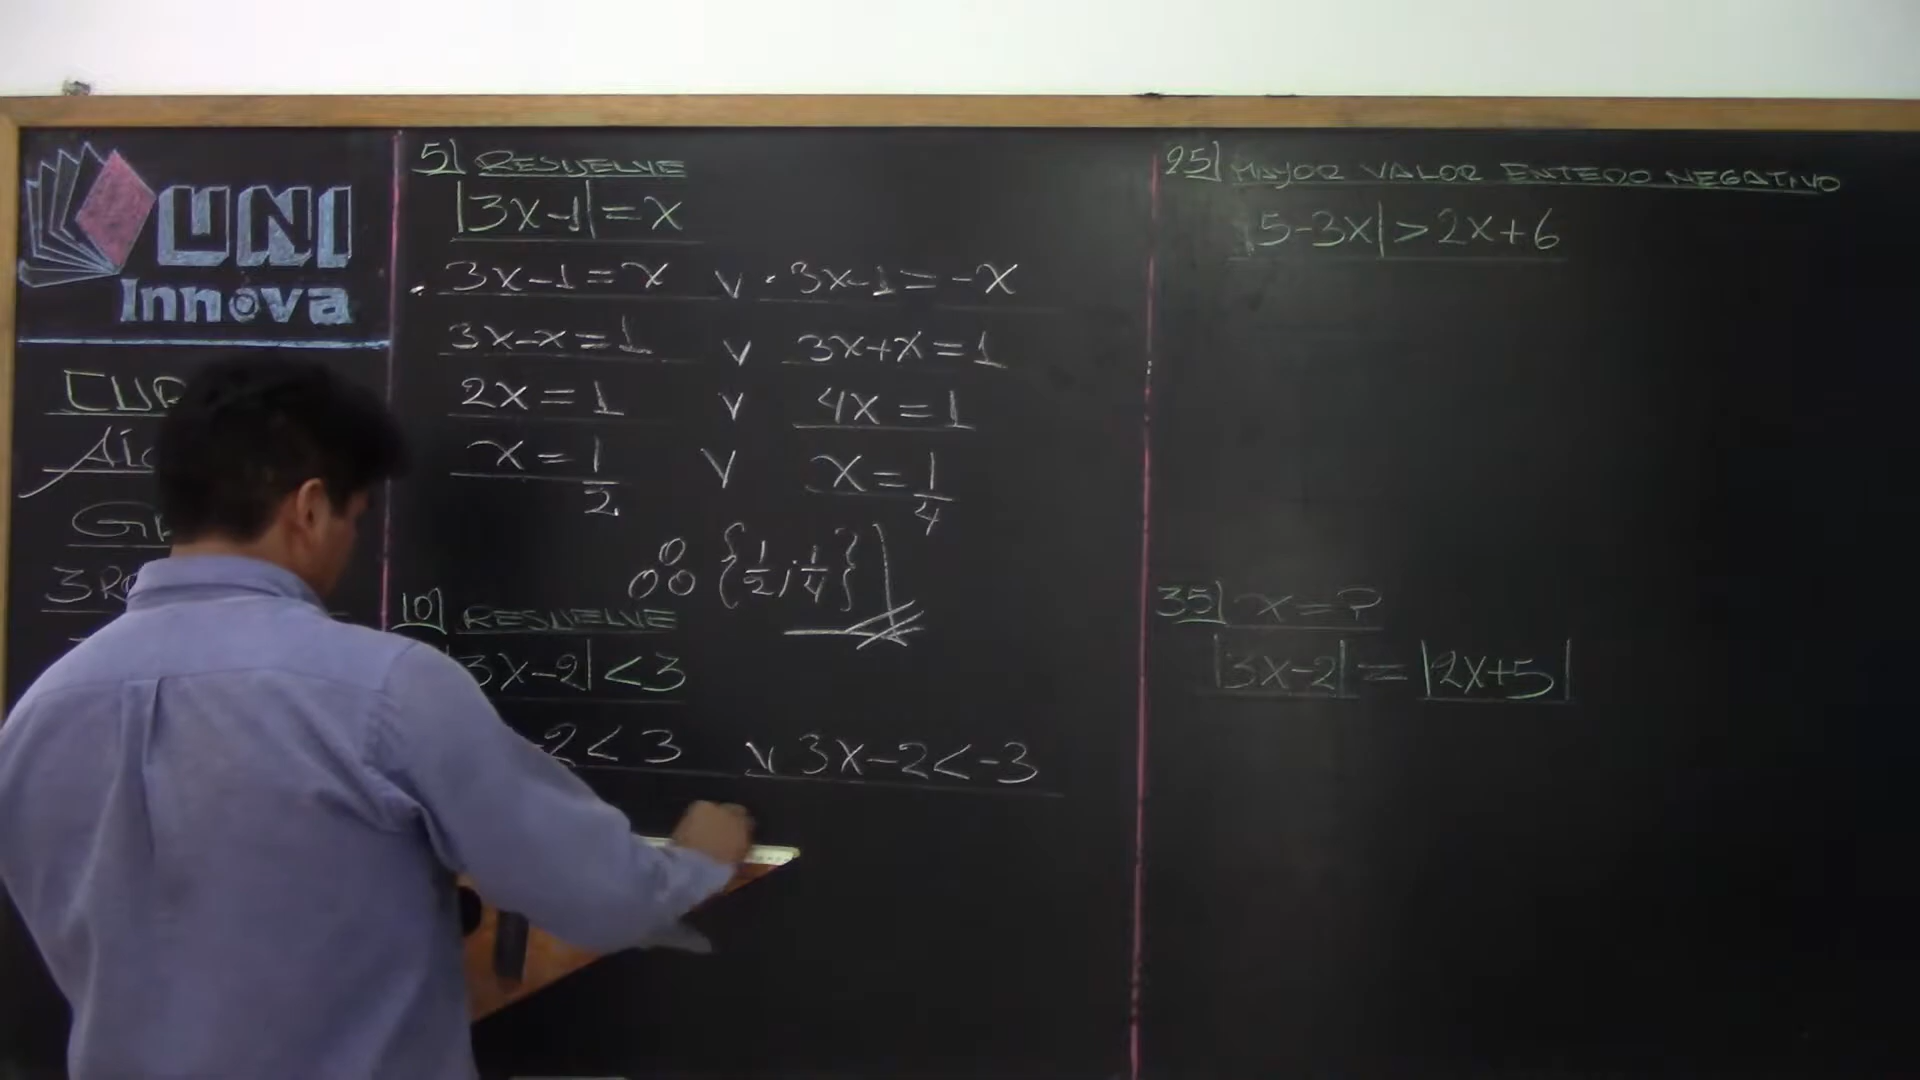 UNI
Innova
5] RESUELVE
|3x-1|=x
. 3x-1=x v . 3x-1=-x
3x-x=1 v 3x+x=1
2x=1 v 4x=1
x=1/2 v x=1/4
{1/2;1/4}
10] RESUELVE
|3x-2|<3
-2<3 v 3x-2<-3
25] MAYOR VALOR ENTERO NEGATIVO
|5-3x|>2x+6
35] x=?
|3x-2|=|2x+5|